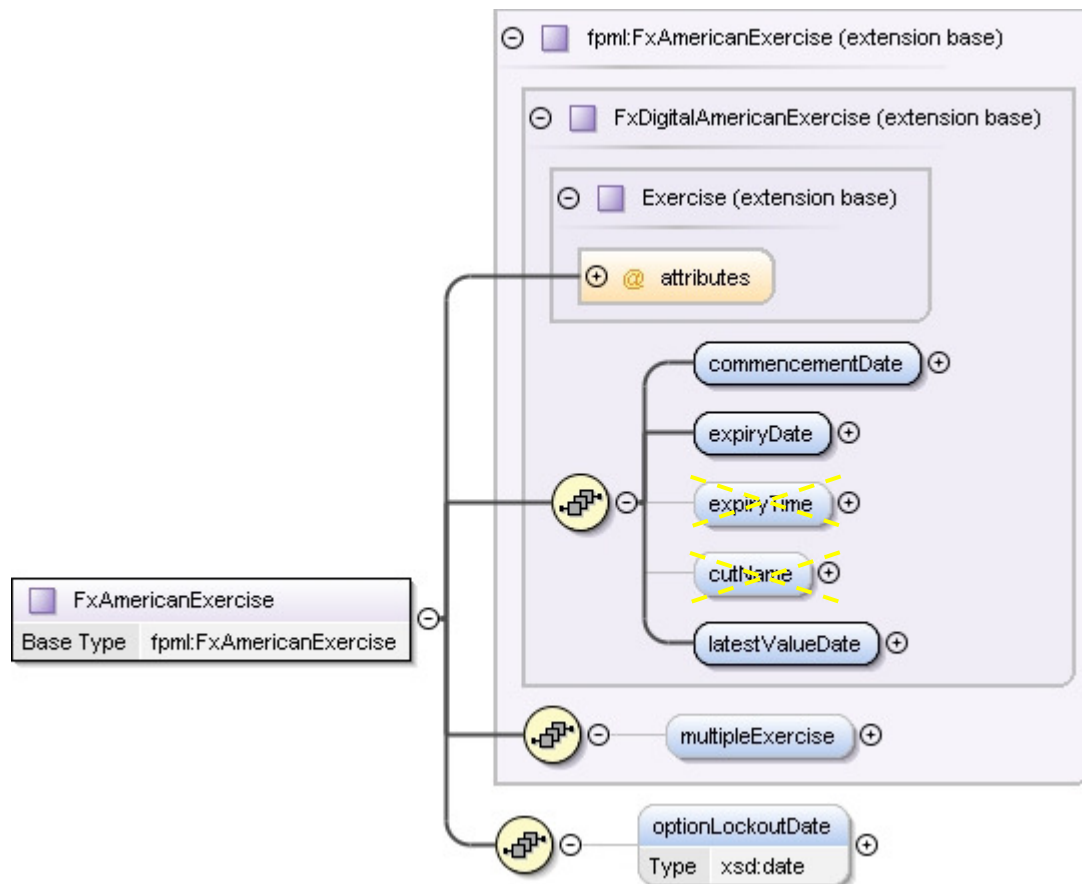 fpml:FxAmericanExercise (extension base)
FxDigitalAmericanExercise (extension base)
Exercise (extension base)
@ attributes
commencementDate
expiryDate
expiryTime
cutName
latestValueDate
FxAmericanExercise
Base Type fpml:FxAmericanExercise
multipleExercise
optionLockoutDate
Type xsd:date